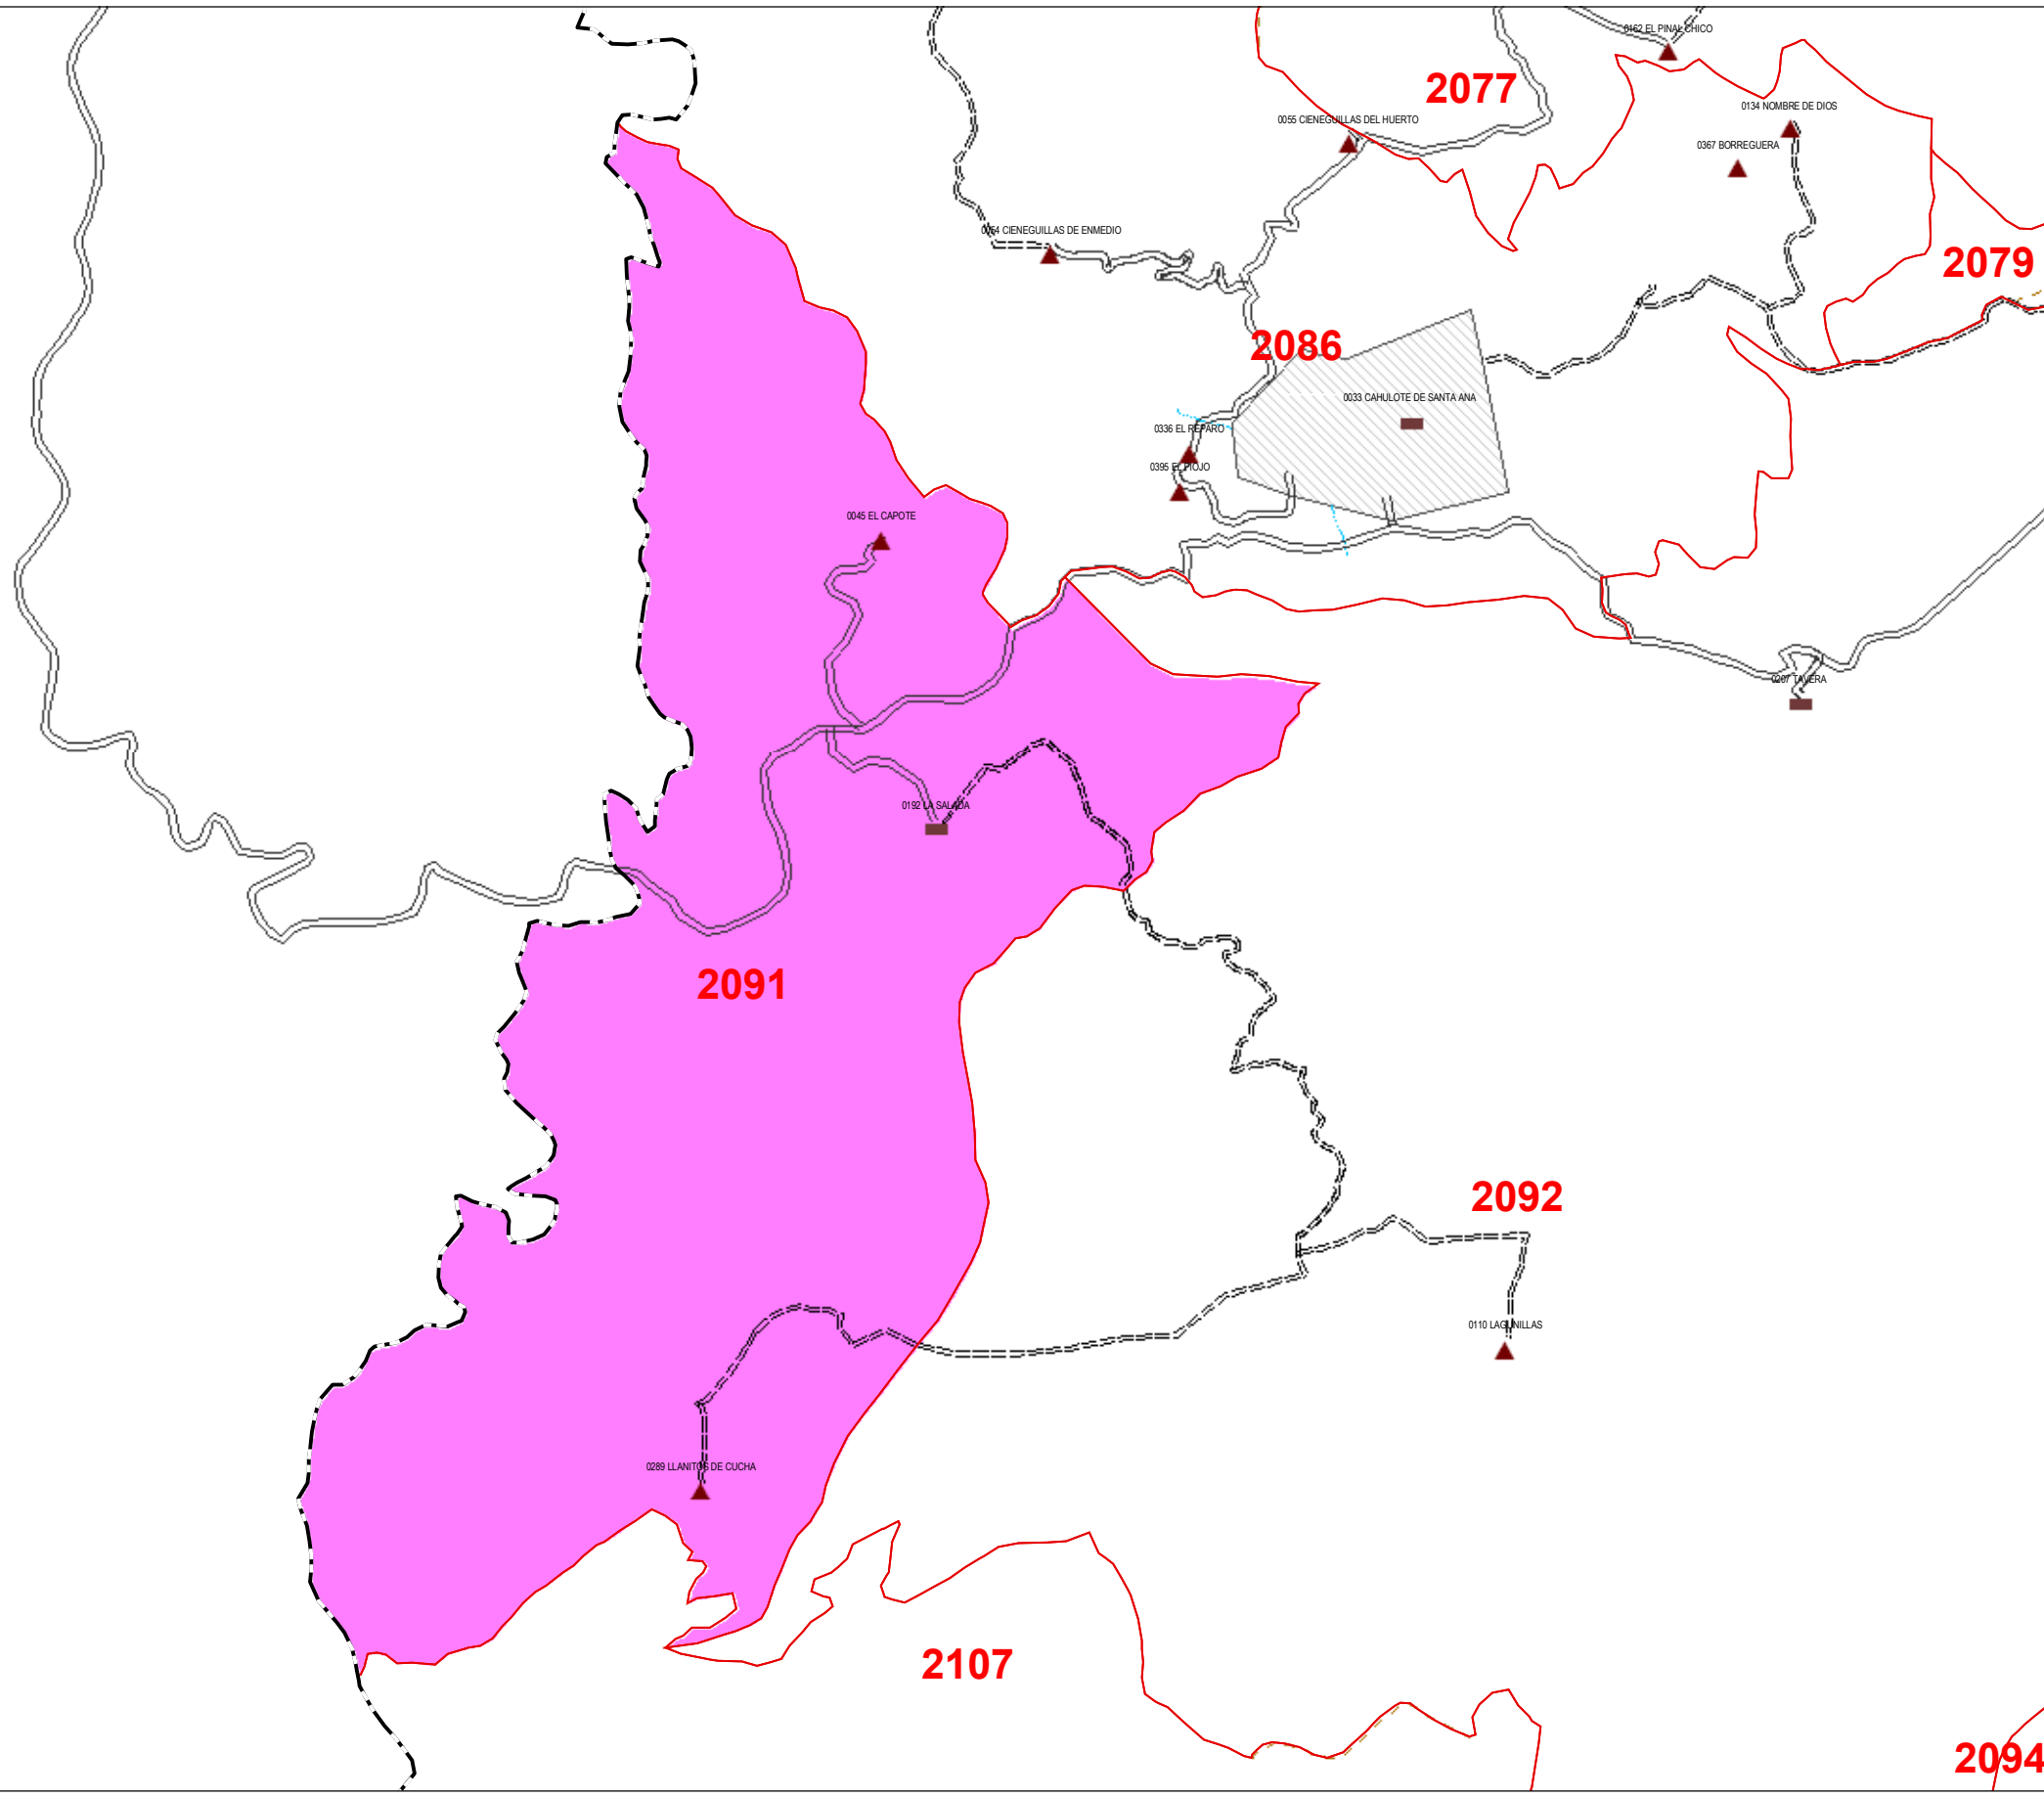 0162 EL PINAL CHICO
2077
0134 NOMBRE DE DIOS
0055 CIENEGUILLAS DEL HUERTO
0367 BORREGUERA
0054 CIENEGUILLAS DE ENMEDIO
2079
2086
0033 CAHULOTE DE SANTA ANA
0336 EL REPARO
0395 EL PIOJO
0045 EL CAPOTE
0207 TAVERA
0192 LA SALADA
2091
2092
0110 LAGUNILLAS
0289 LLANITOS DE CUCHA
2107
2094